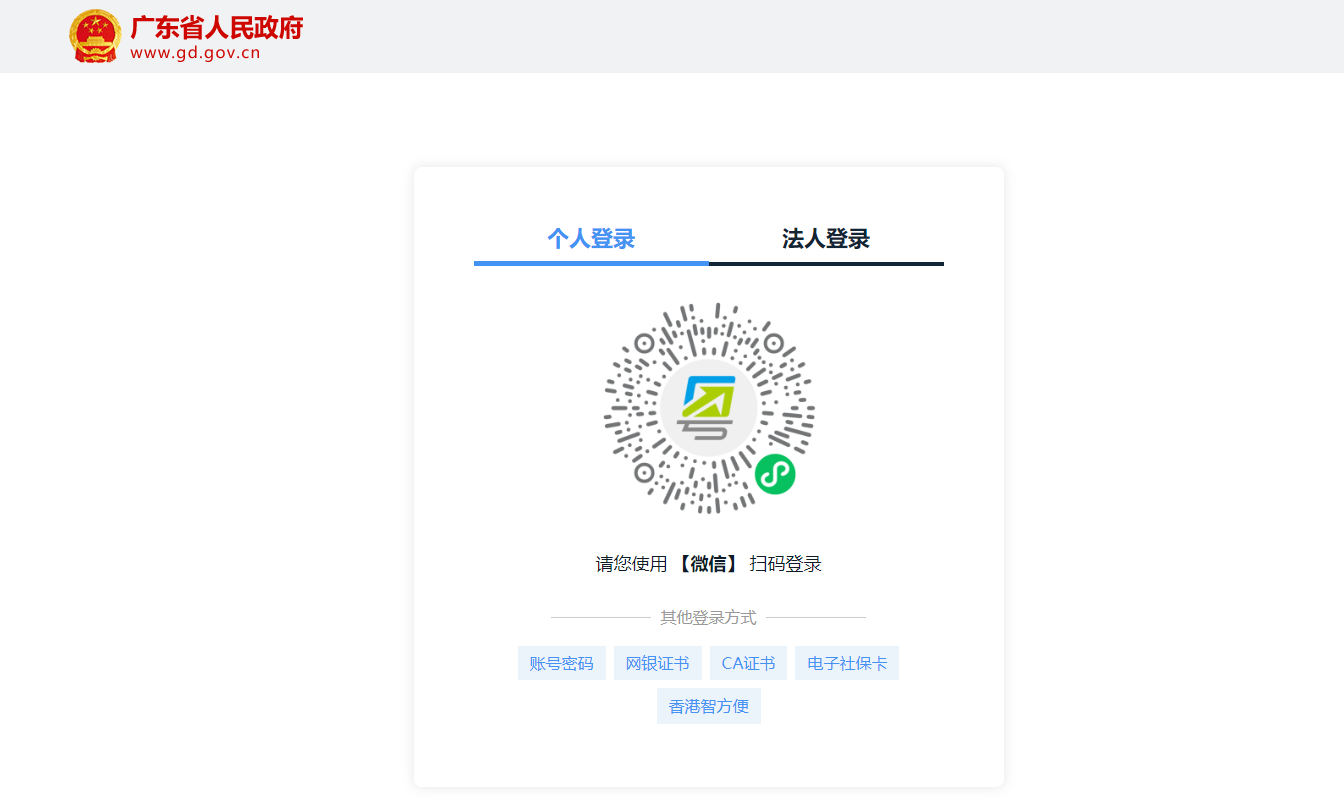 广东省人民政府
www.gd.gov.cn
个人登录 法人登录
粤
请您使用 【微信】 扫码登录
其他登录方式
账号密码 网银证书 CA证书 电子社保卡
香港智方便